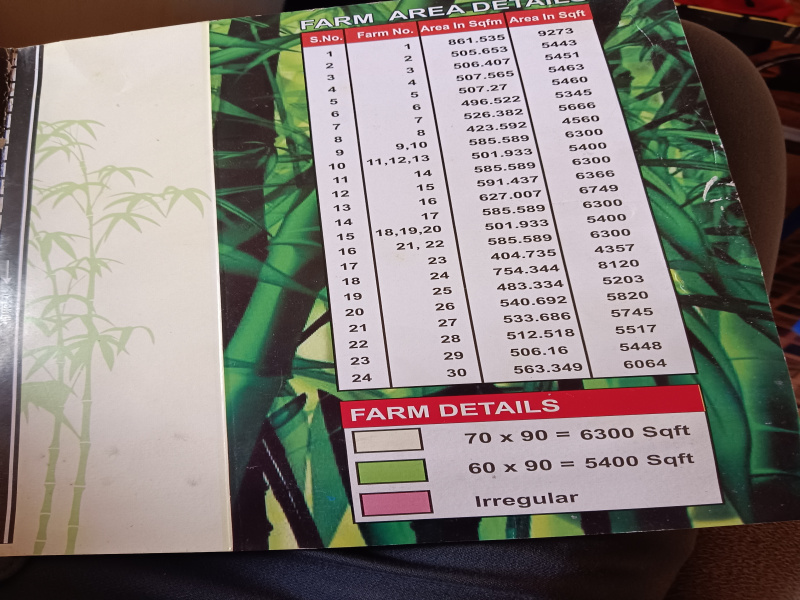 FARM AREA DETAILS
S.No. Farm No. Area In Sqfm Area In Sqft
1 1 861.535 9273
2 2 505.653 5443
3 3 506.407 5451
4 4 507.565 5463
5 5 507.27 5460
6 6 496.522 5345
7 7 526.382 5666
8 8 423.592 4560
9 9,10 585.589 6300
10 11,12,13 501.933 5400
11 14 585.589 6300
12 15 591.437 6366
13 16 627.007 6749
14 17 585.589 6300
15 18,19,20 501.933 5400
16 21, 22 585.589 6300
17 23 404.735 4357
18 24 754.344 8120
19 25 483.334 5203
20 26 540.692 5820
21 27 533.686 5745
22 28 512.518 5517
23 29 506.16 5448
24 30 563.349 6064
FARM DETAILS
70 x 90 = 6300 Sqft
60 x 90 = 5400 Sqft
Irregular